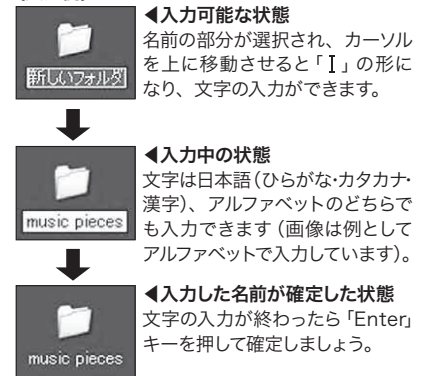 ◀入力可能な状態
名前の部分が選択され、カーソル
を上に移動させると「I」の形に
なり、文字の入力ができます。
新しいフォルダ
◀入力中の状態
文字は日本語(ひらがな・カタカナ・
漢字)、アルファベットのどちらで
も入力できます(画像は例として
アルファベットで入力しています)。
music pieces
◀入力した名前が確定した状態
文字の入力が終わったら「Enter」
キーを押して確定しましょう。
music pieces